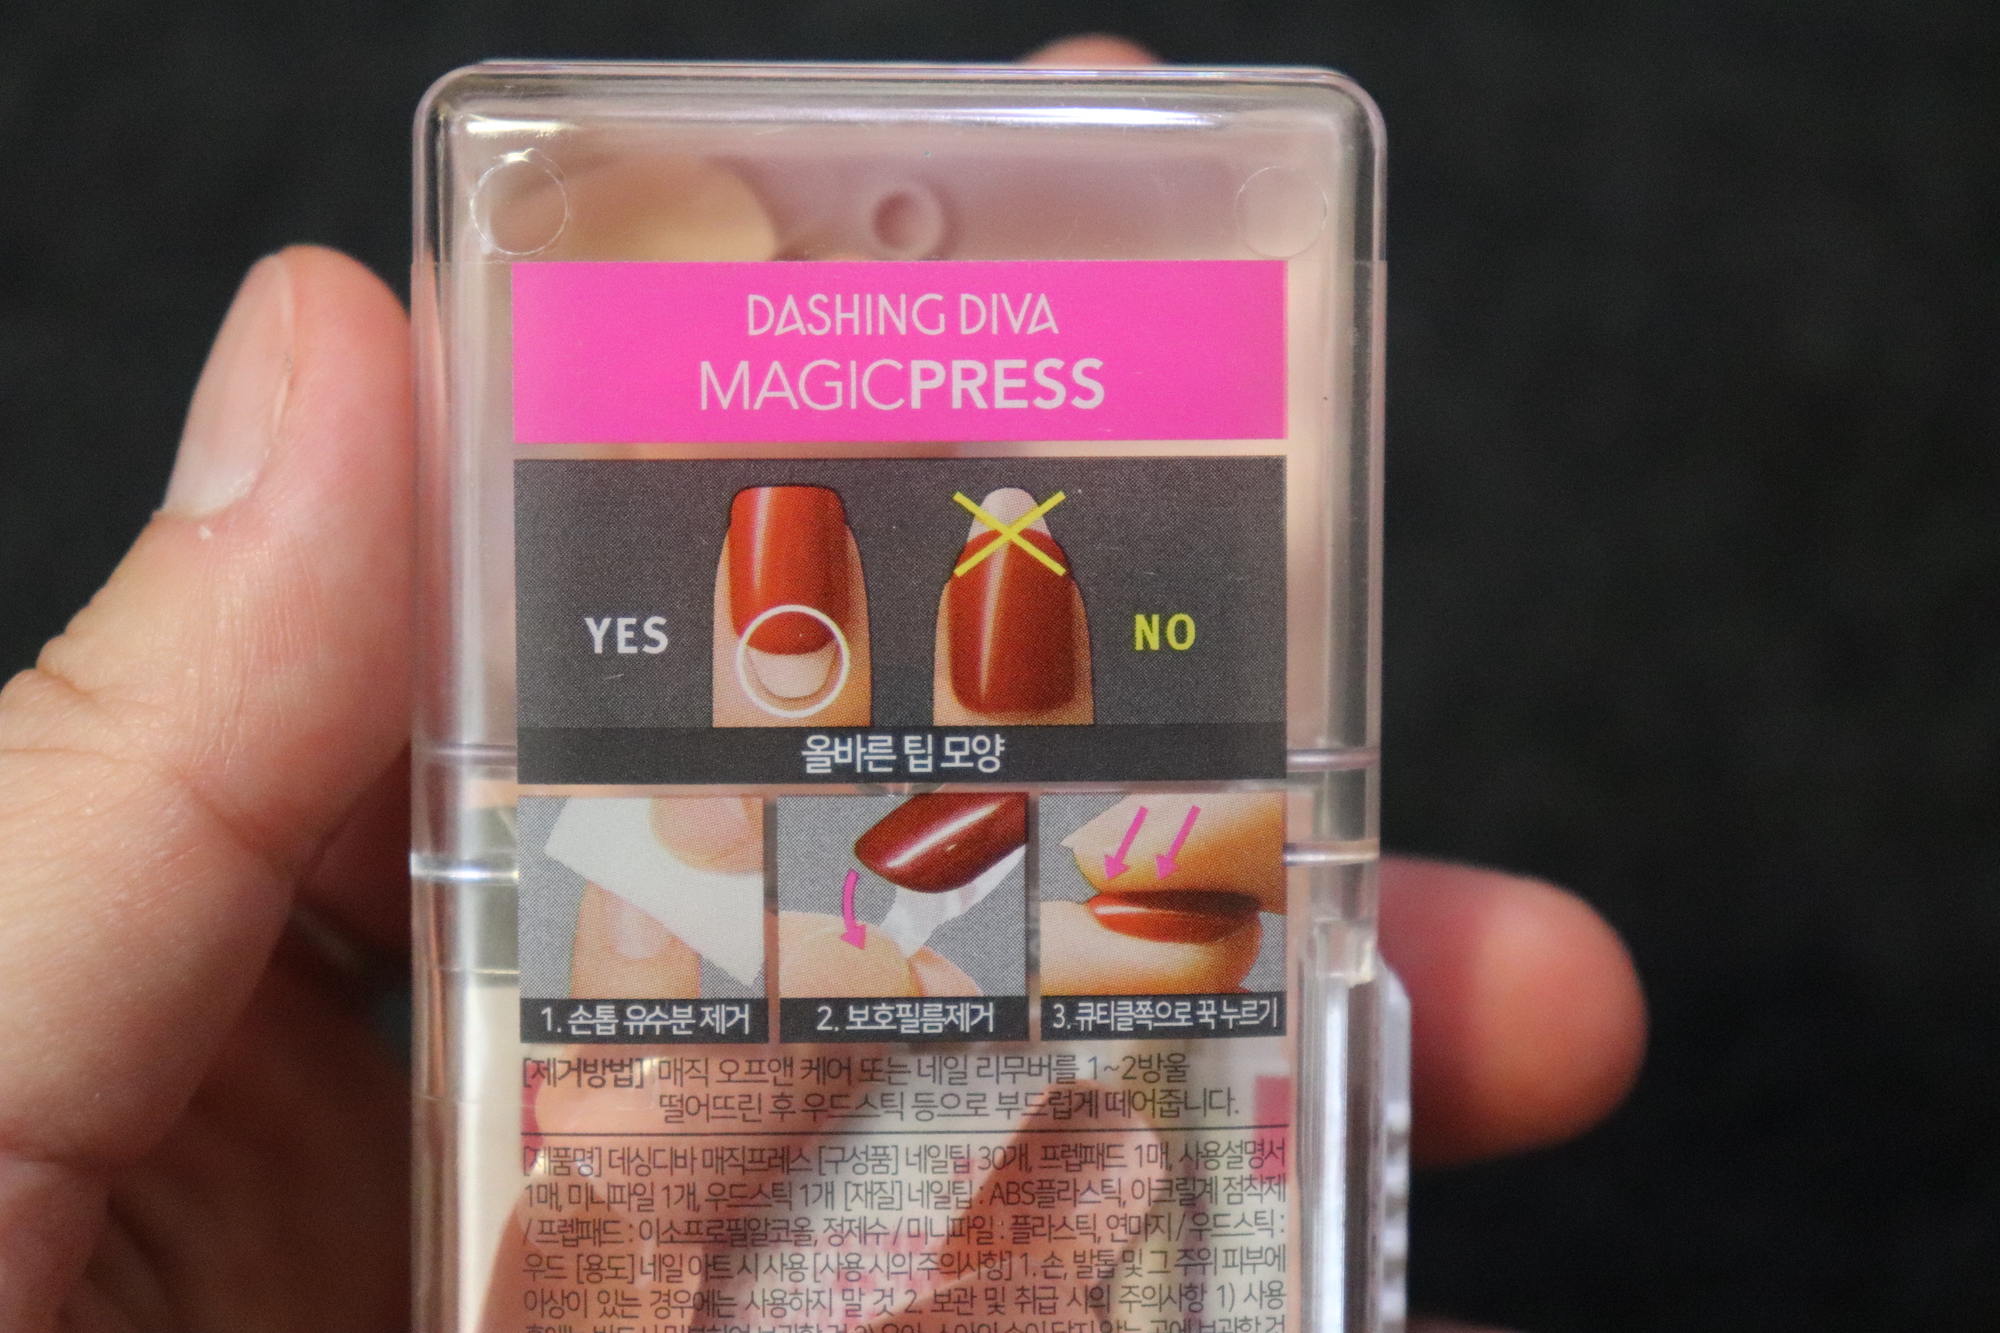 DASHING DIVA
MAGICPRESS
YES
NO
올바른 팁 모양
1. 손톱 유수분 제거
2. 보호필름제거
3. 큐티클쪽으로 꾹 누르기
[제거방법] 매직 오프앤 케어 또는 네일 리무버를 1~2방울
떨어뜨린 후 우드스틱 등으로 부드럽게 떼어줍니다.
[제품명] 데싱디바 매직프레스 [구성품] 네일팁 30개, 프렙패드 1매, 사용설명서
1매, 미니파일 1개, 우드스틱 1개 [재질] 네일팁 : ABS플라스틱, 아크릴계 점착제
/ 프렙패드 : 이소프로필알코올, 정제수 / 미니파일 : 플라스틱, 연마지 / 우드스틱 :
우드 [용도] 네일 아트 시 사용 [사용 시의 주의사항] 1. 손, 발톱 및 그 주위 피부에
이상이 있는 경우에는 사용하지 말 것 2. 보관 및 취급 시의 주의사항 1) 사용